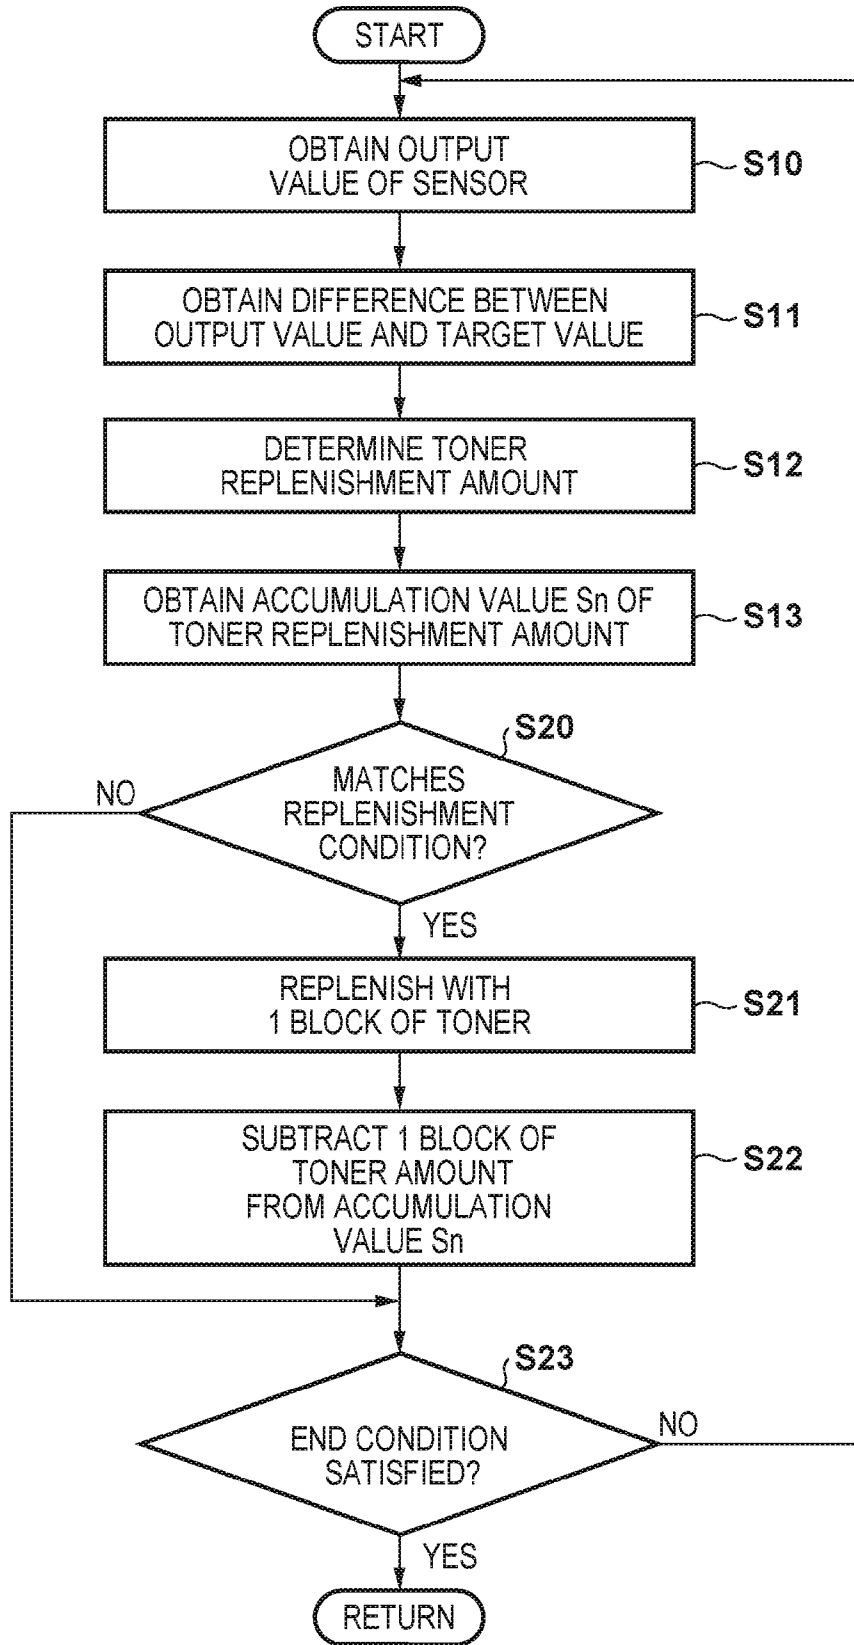 START
OBTAIN OUTPUT
VALUE OF SENSOR
S10
OBTAIN DIFFERENCE BETWEEN
OUTPUT VALUE AND TARGET VALUE
S11
DETERMINE TONER
REPLENISHMENT AMOUNT
S12
OBTAIN ACCUMULATION VALUE Sn OF
TONER REPLENISHMENT AMOUNT
S13
S20
MATCHES
REPLENISHMENT
CONDITION?
NO
YES
REPLENISH WITH
1 BLOCK OF TONER
S21
SUBTRACT 1 BLOCK OF
TONER AMOUNT
FROM ACCUMULATION
VALUE Sn
S22
S23
END CONDITION
SATISFIED?
NO
YES
RETURN